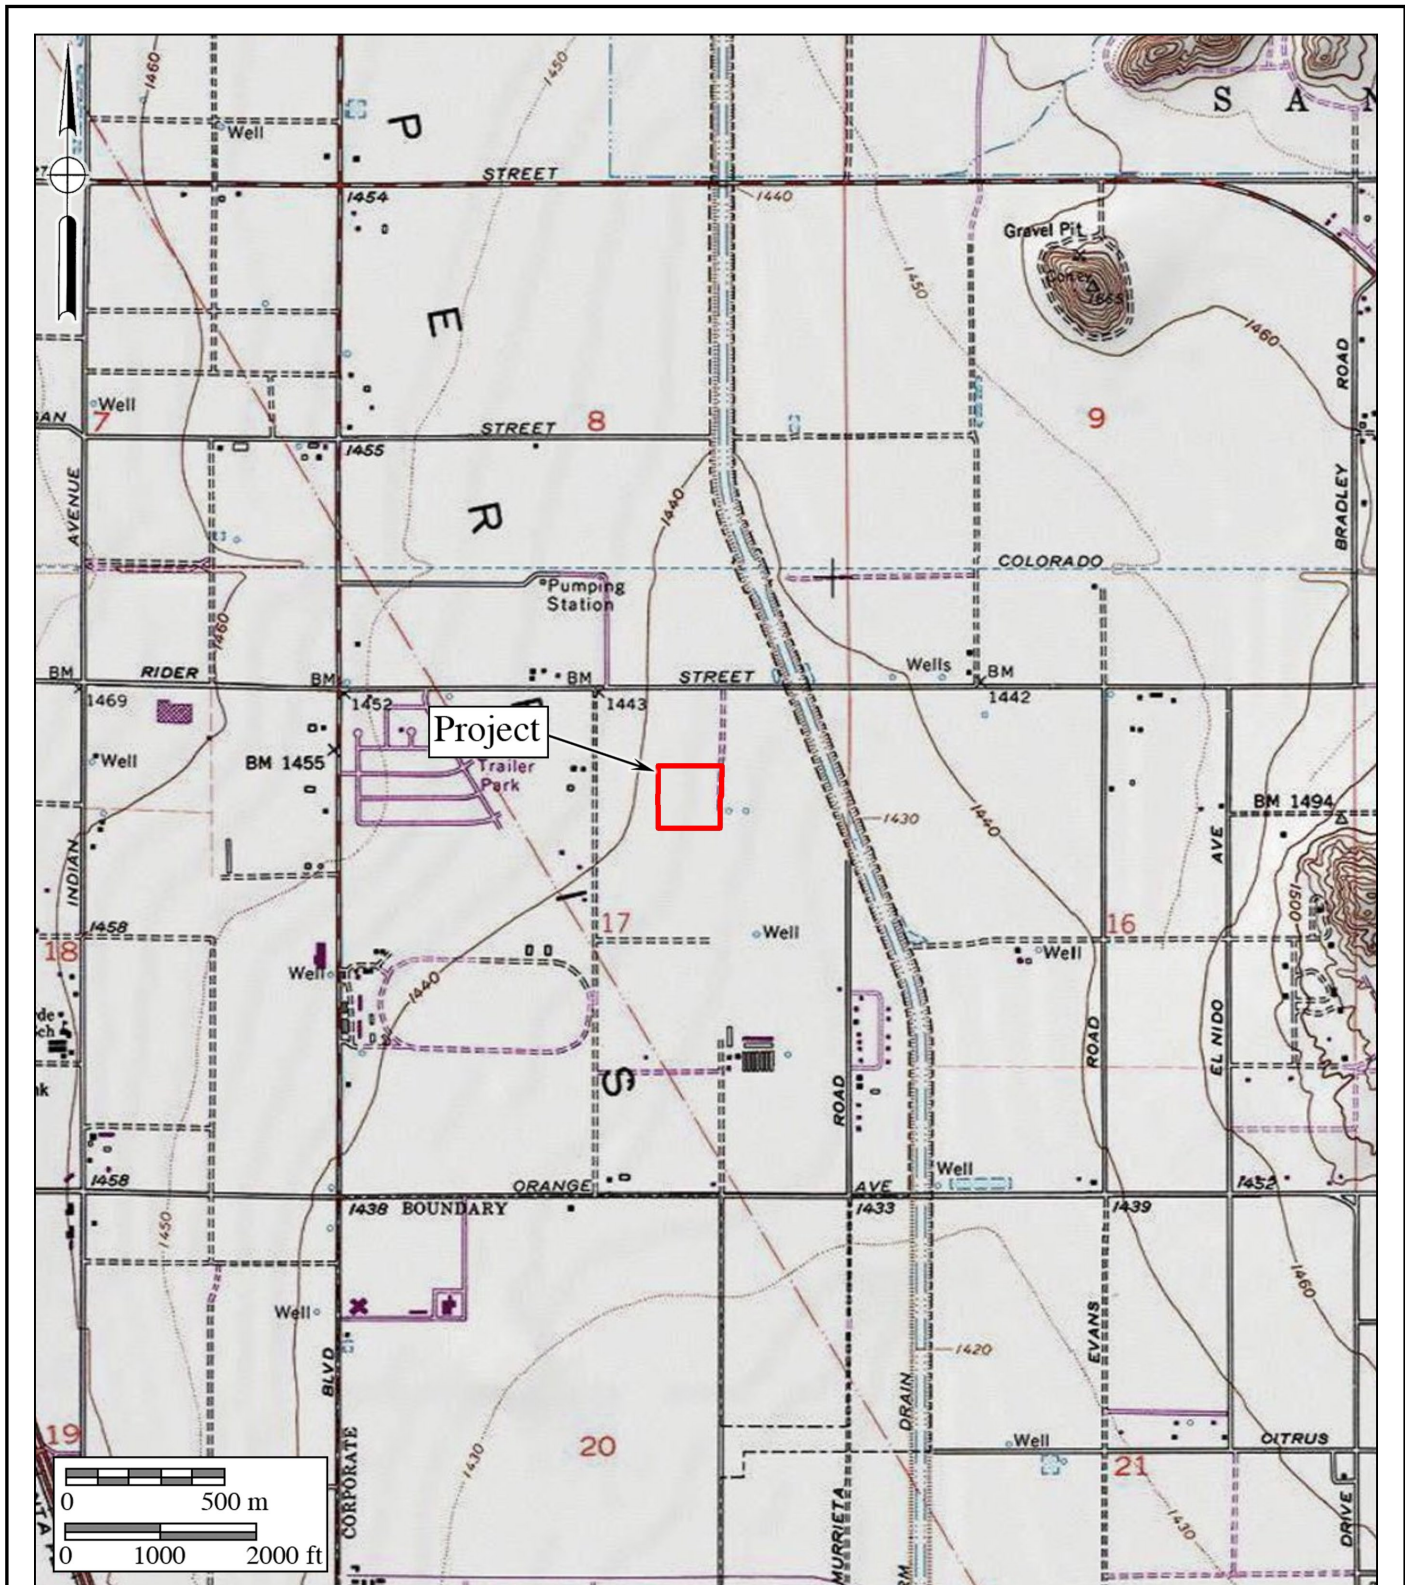 1460
1450
P
S A N
Well
STREET
1454
1440
Gravel Pit
E
1450
1460
1665
ROAD
Well
7
8
9
STREET
1455
AVENUE
1440
R
BRADLEY
COLORADO
Pumping
Station
1460
BM
RIDER
BM
BM
STREET
Wells
BM
1469
1452
1443
1442
Project
Well
BM 1455
Trailer
Park
BM 1494
1430
1440
AVE
INDIAN
I
1500
1458
17
16
18
Well
Well
Well
1440
EL NIDO
ROAD
S
ROAD
Well
1458
ORANGE
AVE
1452
1438
BOUNDARY
1433
1439
1450
1460
Well
EVANS
1420
BLVD
DRAIN
19
20
Well
CITRUS
21
1430
CORPORATE
MURRIETA
1430
DRIVE
0
500 m
0
1000
2000 ft